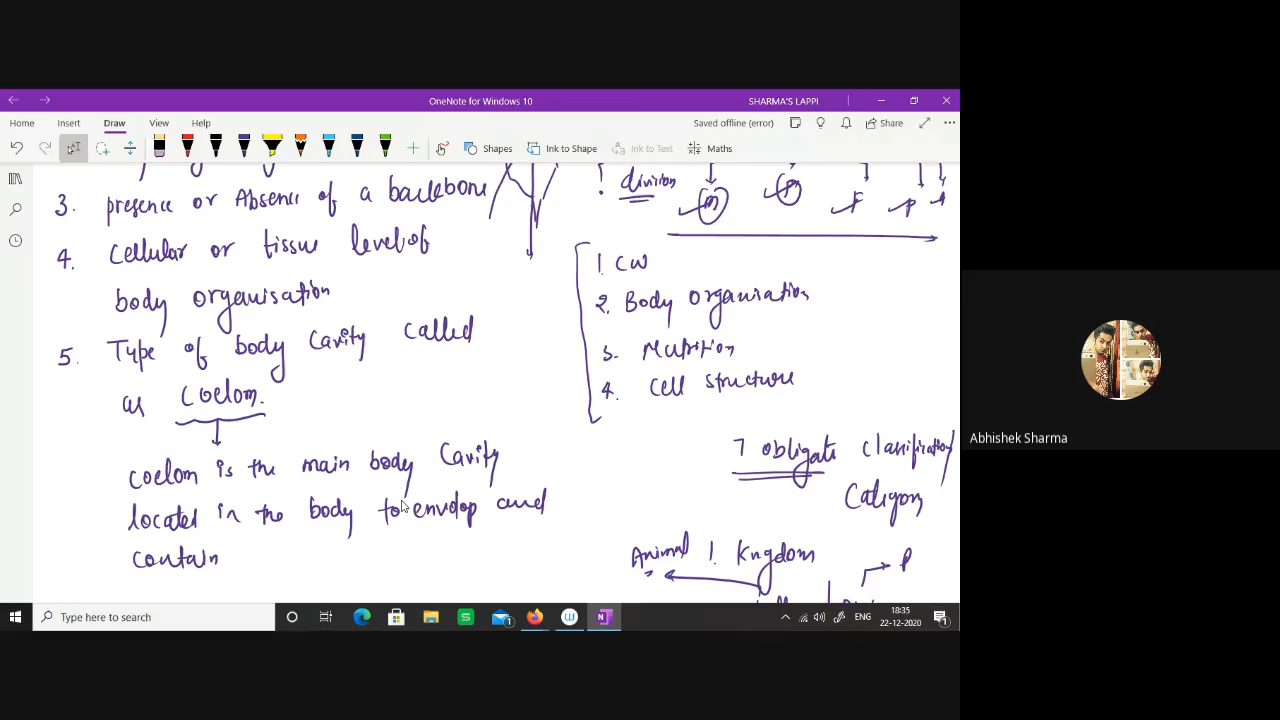 OneNote for Windows 10
SHARMA'S LAPPI
Home Insert Draw View Help
Saved offline (error)
Share
Shapes
Ink to Shape
Ink to Text
Maths
3. presence or Absence of a backbone
4. Cellular or tissue level of
body organisation
5. Type of body Cavity called
as Coelom.
coelom is the main body Cavity
located in the body to envelop and
contain
! division
m P F P A
1. CW
2. Body organisation
3. Nutrition
4. Cell structure
7 obligate classification
Category
Animal 1. Kngdom
P
Abhishek Sharma
Type here to search
ENG
18:35
22-12-2020